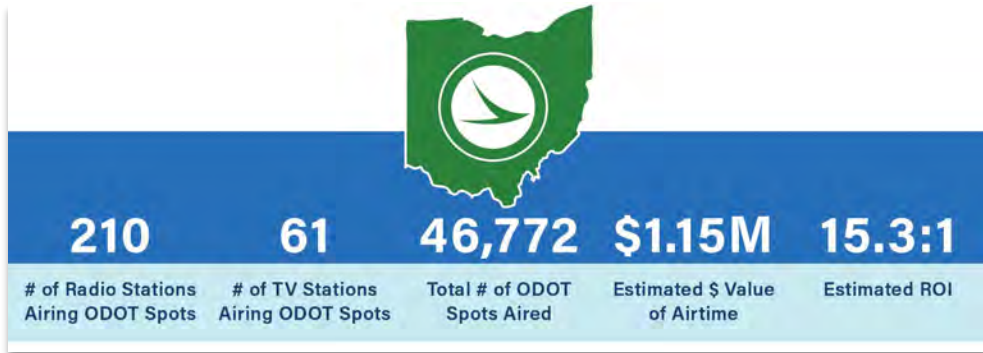 210
# of Radio Stations
Airing ODOT Spots
61
# of TV Stations
Airing ODOT Spots
46,772
Total # of ODOT
Spots Aired
$1.15M
Estimated $ Value
of Airtime
15.3:1
Estimated ROI